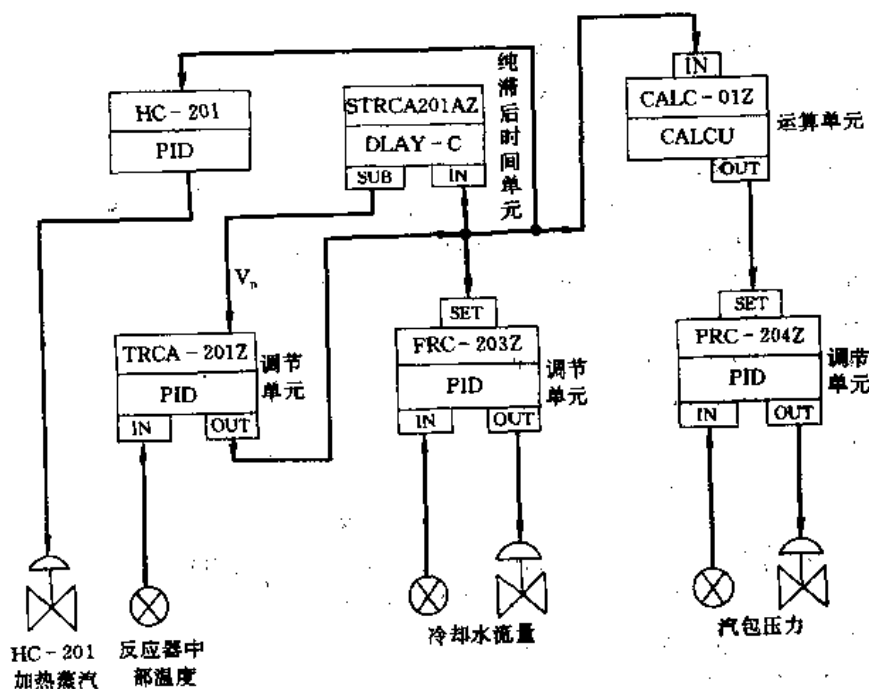 HC-201
PID
STRCA201AZ
DLAY-C
SUB
IN
纯滞后时间单元
IN
CALC-01Z
CALCU
OUT
运算单元
Vn
TRCA-201Z
PID
IN
OUT
调节
单元
SET
FRC-203Z
PID
IN
OUT
调节
单元
SET
PRC-204Z
PID
IN
OUT
调节
单元
HC-201
加热蒸汽
反应器中
部温度
冷却水流量
汽包压力